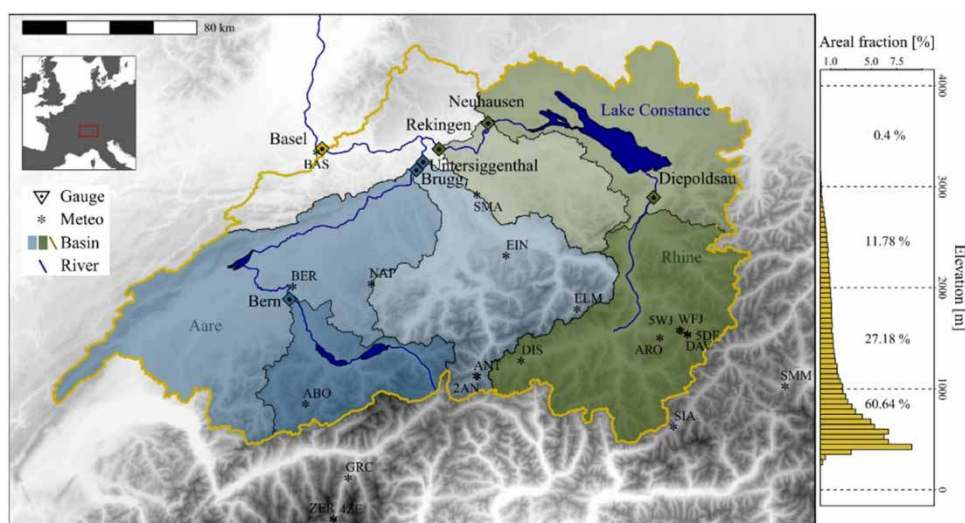 80 km
Areal fraction [%]
1.0 5.0 7.5
Neuhausen
Lake Constance
4000
Basel
Rekingen
0.4 %
BAS
Untersiggenthal
Brugg
Diepoldsau
3000
Gauge
SMA
Meteo
11.78 %
Basin
EIN
Rhine
Elevation [m]
River
BER
NAP
2000
Bern
ELM
Aare
5WJ WFJ
5DF
27.18 %
ARO
DAV
DIS
ANT
SMM
2AN
1000
ABO
60.64 %
SIA
GRC
0
ZER 4ZE